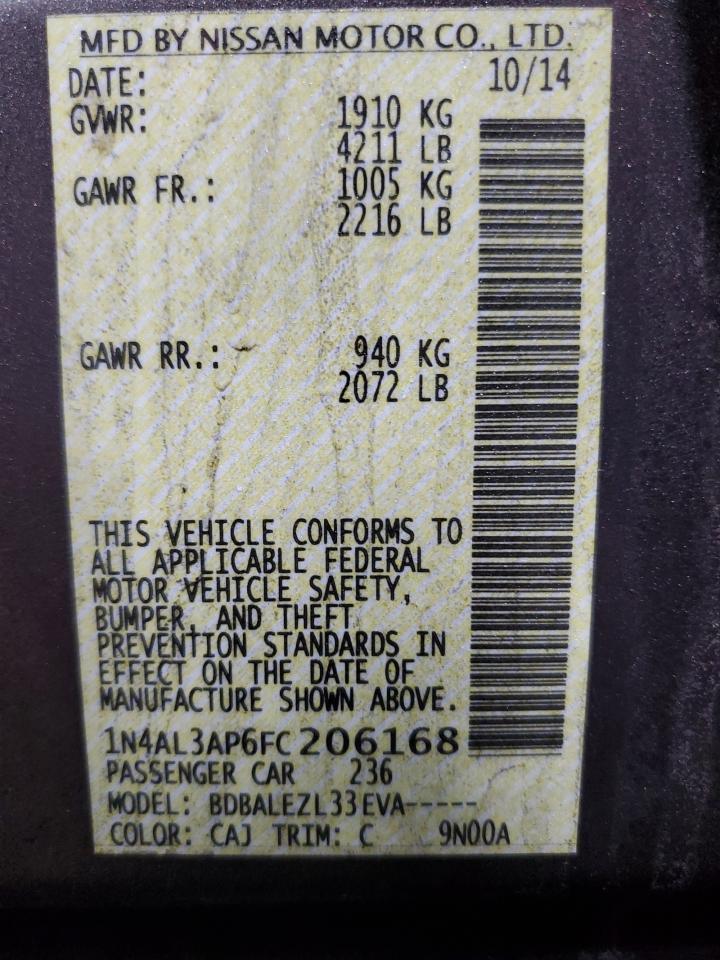 MFD BY NISSAN MOTOR CO., LTD.
DATE: 10/14
GVWR: 1910 KG
4211 LB
GAWR FR.: 1005 KG
2216 LB
GAWR RR.: 940 KG
2072 LB
THIS VEHICLE CONFORMS TO
ALL APPLICABLE FEDERAL
MOTOR VEHICLE SAFETY,
BUMPER, AND THEFT
PREVENTION STANDARDS IN
EFFECT ON THE DATE OF
MANUFACTURE SHOWN ABOVE.
1N4AL3AP6FC206168
PASSENGER CAR 236
MODEL: BDBALEZL33EVA-----
COLOR: CAJ TRIM: C 9N00A